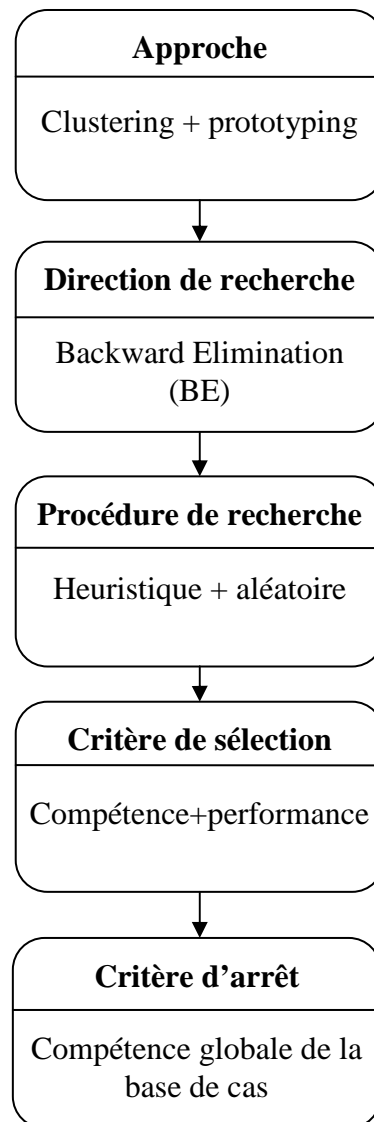 Approche
Clustering + prototyping
Direction de recherche
Backward Elimination
(BE)
Procédure de recherche
Heuristique + aléatoire
Critère de sélection
Compétence+performance
Critère d’arrêt
Compétence globale de la
base de cas